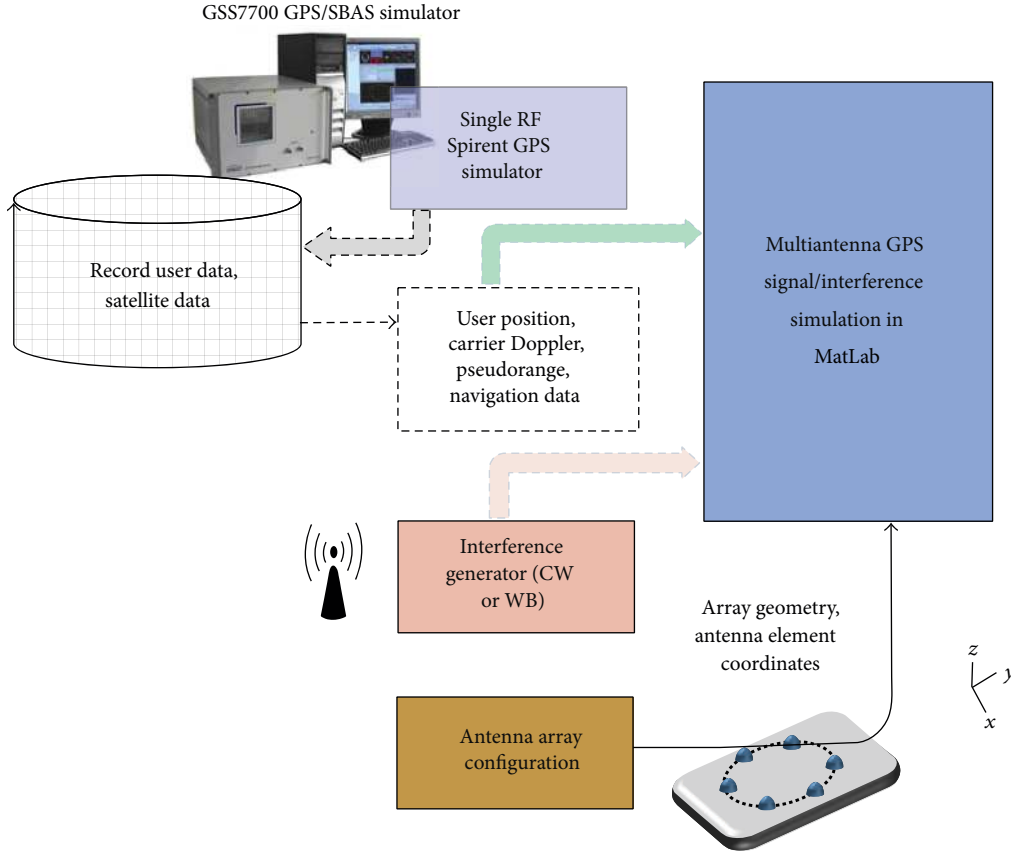 GSS7700 GPS/SBAS simulator
Single RF
Spirent GPS
simulator
Record user data,
satellite data
User position,
carrier Doppler,
pseudorange,
navigation data
Multiantenna GPS
signal/interference
simulation in
MatLab
Interference
generator (CW
or WB)
Array geometry,
antenna element
coordinates
z
y
x
Antenna array
configuration